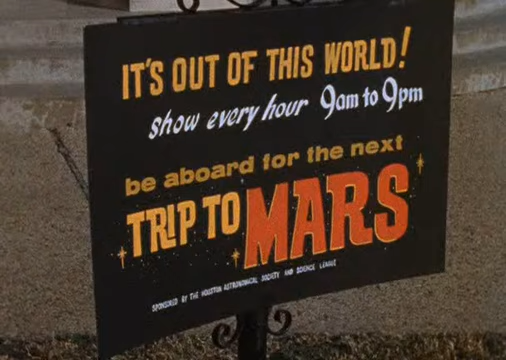 IT'S OUT OF THIS WORLD!
show every hour 9am to 9pm
be aboard for the next
TRIP TO MARS
SPONSORED BY THE HOUSTON ASTRONOMICAL SOCIETY AND SCIENCE LEAGUE